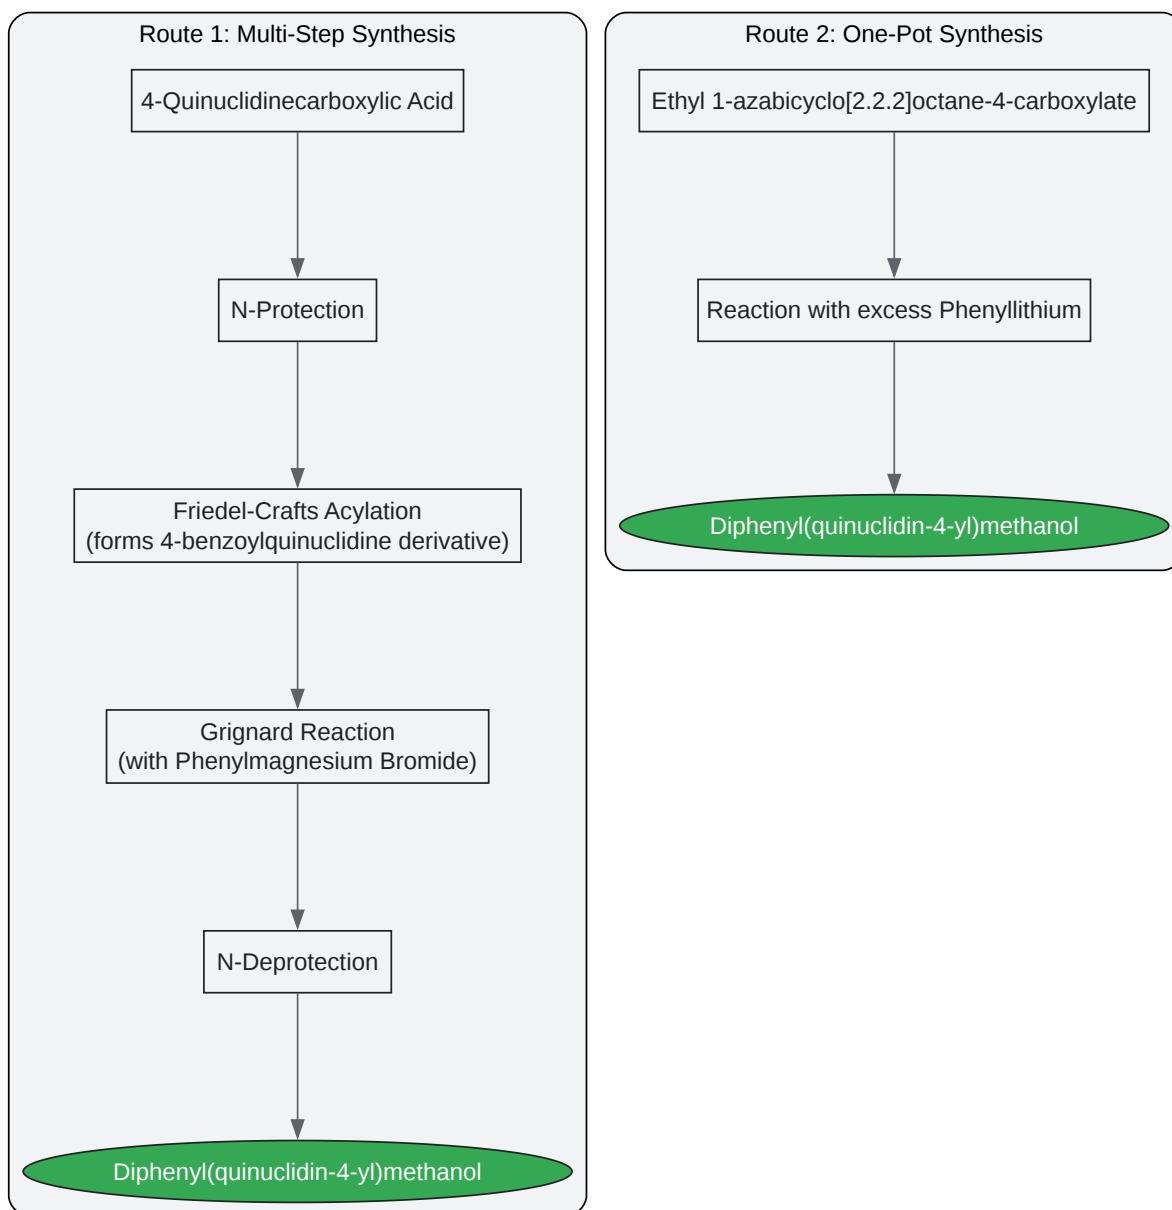 Route 1: Multi-Step Synthesis
4-Quinuclidinecarboxylic Acid
N-Protection
Friedel-Crafts Acylation
(forms 4-benzoylquinuclidine derivative)
Grignard Reaction
(with Phenylmagnesium Bromide)
N-Deprotection
Diphenyl(quinuclidin-4-yl)methanol
Route 2: One-Pot Synthesis
Ethyl 1-azabicyclo[2.2.2]octane-4-carboxylate
Reaction with excess Phenyllithium
Diphenyl(quinuclidin-4-yl)methanol